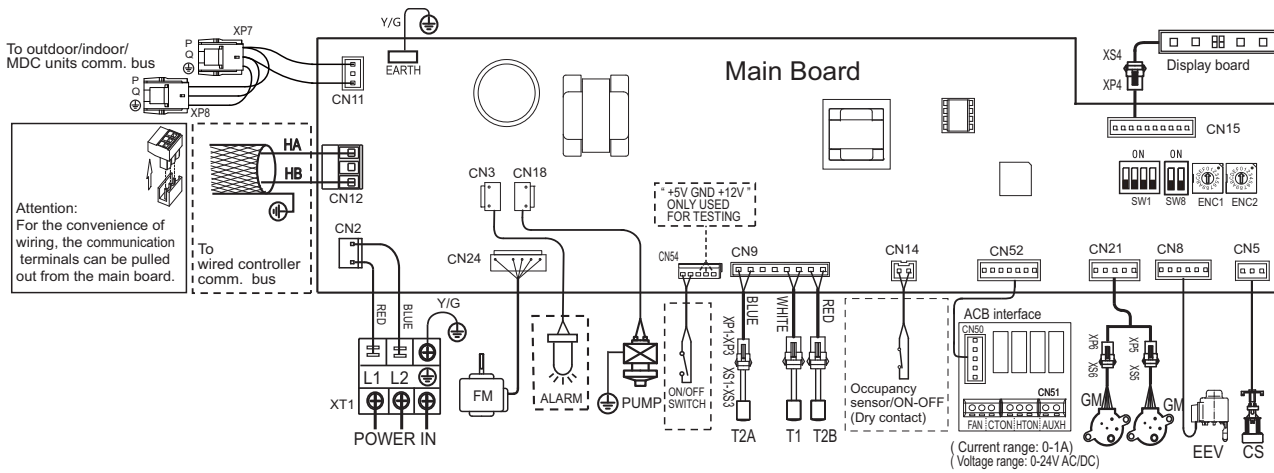 Y/G
XP7
To outdoor/indoor/
MDC units comm. bus
P
Q
P
Q
XP8
CN11
EARTH
Main Board
XS4
XP4
Display board
CN15
ON
ON
SW1
SW8
ENC1
ENC2
Attention:
For the convenience of
wiring, the communication
terminals can be pulled
out from the main board.
HA
HB
To
wired controller
comm. bus
CN12
CN2
CN3
CN18
CN24
" +5V GND +12V "
ONLY USED
FOR TESTING
CN54
CN9
CN14
CN52
CN21
CN8
CN5
RED
BLUE
Y/G
L1
L2
XT1
POWER IN
FM
ALARM
PUMP
ON/OFF
SWITCH
BLUE
WHITE
RED
XP1-XP3
XS1-XS3
T2A
T1
T2B
Occupancy
sensor/ON-OFF
(Dry contact)
ACB interface
CN50
CN51
FAN
CTON
HTON
AUXH
( Current range: 0-1A)
( Voltage range: 0-24V AC/DC)
XP6
XS6
XP5
XS5
GM
GM
EEV
CS